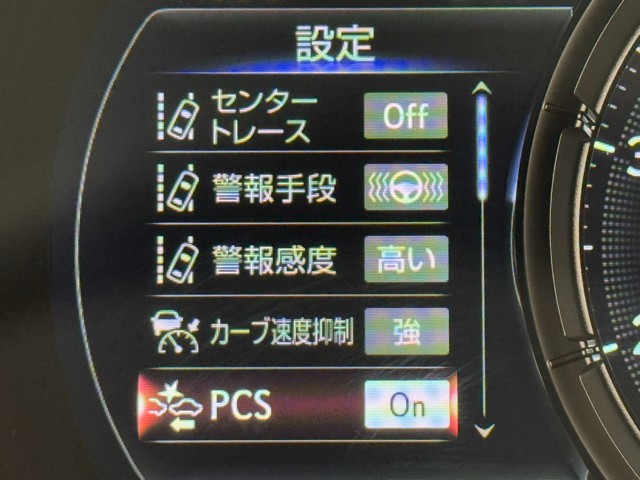 設定
センター
トレース
Off
警報手段
警報感度
高い
カーブ速度抑制
強
PCS
On